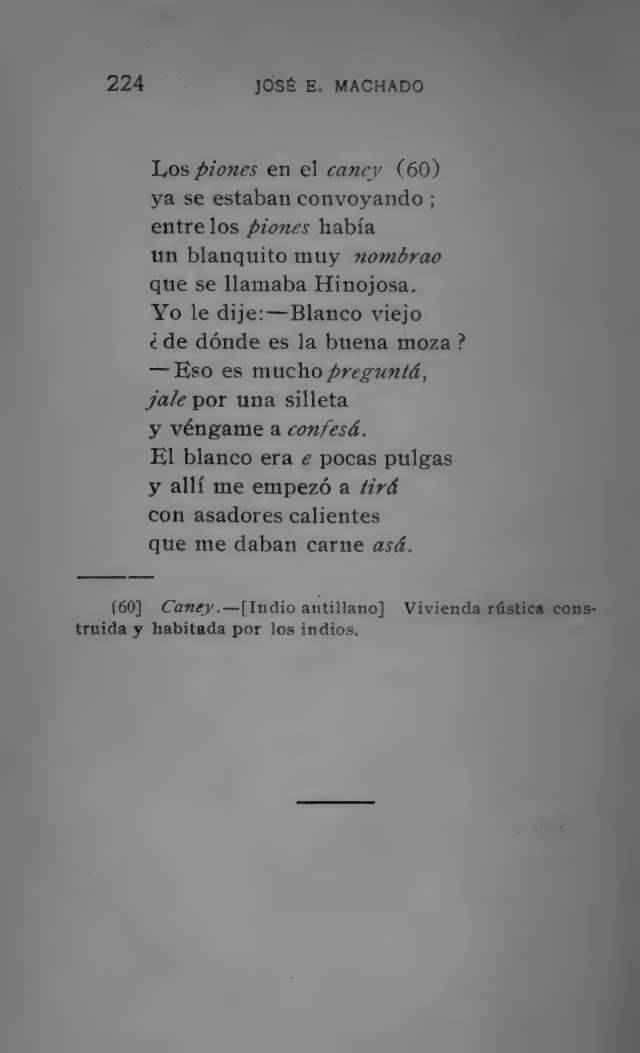 224 JOSÉ E. MACHADO
Los piones en el caney (60)
ya se estaban convoyando ;
entre los piones había
un blanquito muy nombrao
que se llamaba Hinojosa.
Yo le dije:—Blanco viejo
¿de dónde es la buena moza ?
—Eso es mucho preguntá,
jale por una silleta
y véngame a confesá.
El blanco era e pocas pulgas
y allí me empezó a tirá
con asadores calientes
que me daban carne asá.
(60] Caney.—[Indio antillano] Vivienda rústica cons-
truida y habitada por los indios.